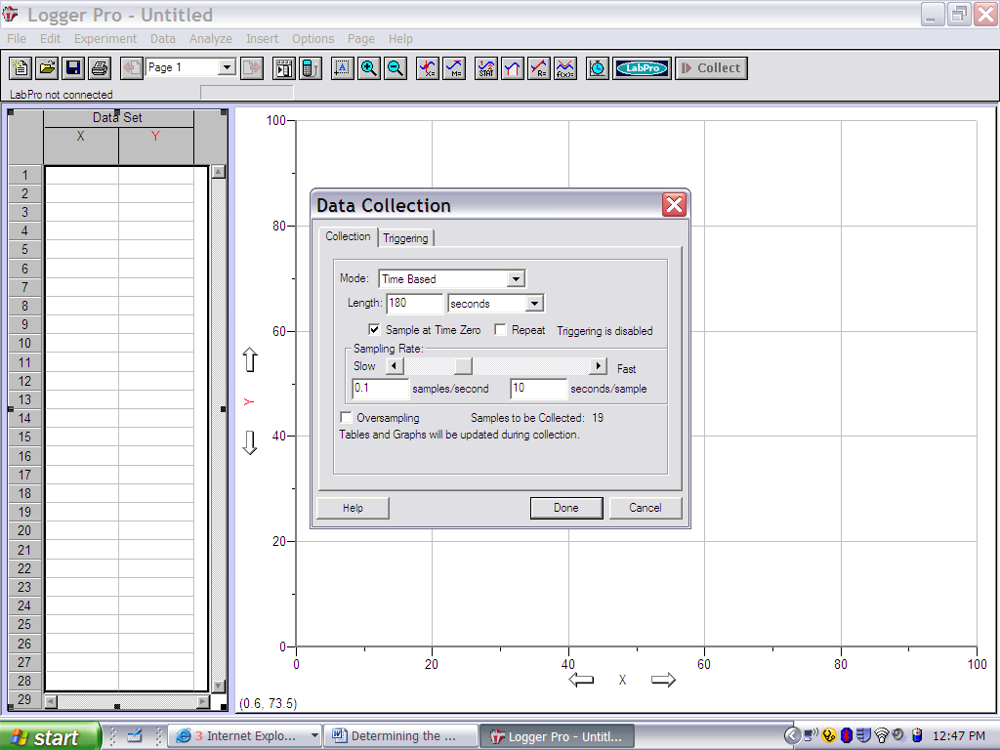 Logger Pro - Untitled
File Edit Experiment Data Analyze Insert Options Page Help
Page 1
X= M= STAT R= f(x)= LabPro Collect
LabPro not connected
Data Set
X Y
1
2
3
4
5
6
7
8
9
10
11
12
13
14
15
16
17
18
19
20
21
22
23
24
25
26
27
28
29
100
80
60
40
20
0
Y
0 20 40 60 80 100
X
(0.6, 73.5)
Data Collection
Collection Triggering
Mode: Time Based
Length: 180 seconds
Sample at Time Zero Repeat Triggering is disabled
Sampling Rate:
Slow Fast
0.1 samples/second 10 seconds/sample
Oversampling Samples to be Collected: 19
Tables and Graphs will be updated during collection.
Help Done Cancel
start 3 Internet Explo... Determining the ... Logger Pro - Untitl... 12:47 PM